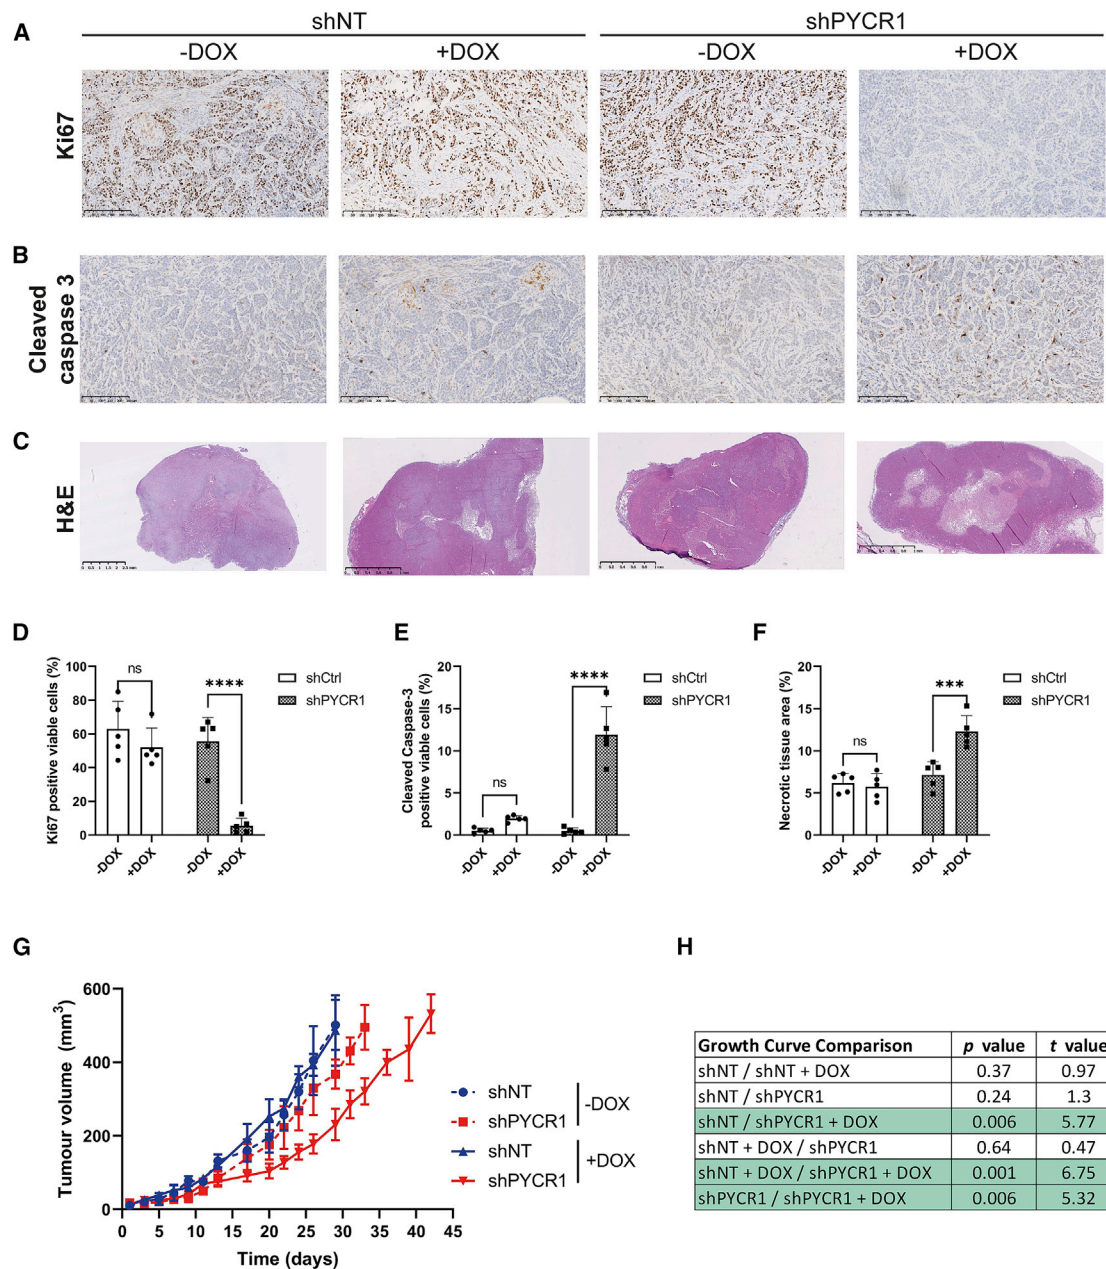 A
shNT
shPYCR1
-DOX
+DOX
-DOX
+DOX
Ki67
B
Cleaved
caspase 3
C
H&E
D
E
F
Ki67 positive viable cells (%)
100
80
60
40
20
0
ns
****
-DOX
+DOX
-DOX
+DOX
shCtrl
shPYCR1
Cleaved Caspase-3
positive viable cells (%)
20
15
10
5
0
ns
****
-DOX
+DOX
-DOX
+DOX
shCtrl
shPYCR1
Necrotic tissue area (%)
20
15
10
5
0
ns
***
-DOX
+DOX
-DOX
+DOX
shCtrl
shPYCR1
G
Tumour volume (mm³)
600
400
200
0
0 5 10 15 20 25 30 35 40 45
Time (days)
shNT
shPYCR1
-DOX
shNT
shPYCR1
+DOX
H
Growth Curve Comparison p value t value
shNT / shNT + DOX 0.37 0.97
shNT / shPYCR1 0.24 1.3
shNT / shPYCR1 + DOX 0.006 5.77
shNT + DOX / shPYCR1 0.64 0.47
shNT + DOX / shPYCR1 + DOX 0.001 6.75
shPYCR1 / shPYCR1 + DOX 0.006 5.32